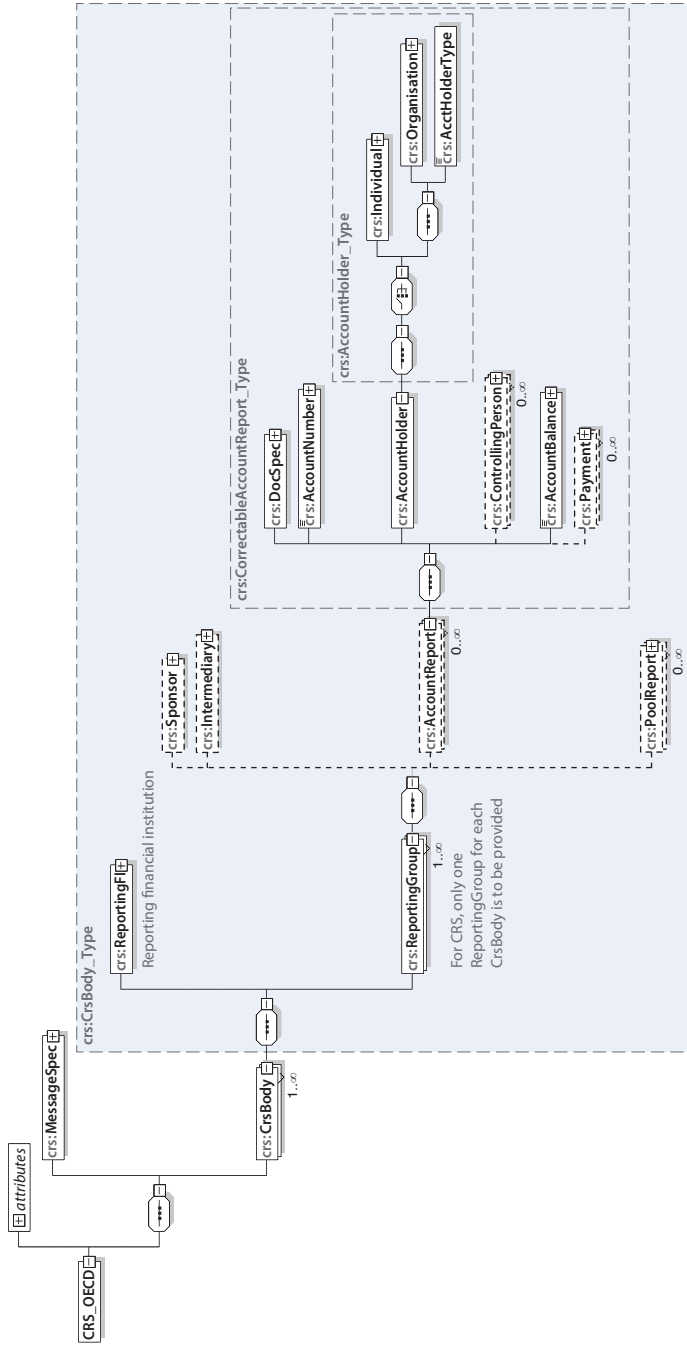 CRS_OECD
attributes
crs:MessageSpec
crs:CrsBody
1..∞
crs:CrsBody_Type
crs:ReportingFI
Reporting financial institution
crs:ReportingGroup
1..∞
For CRS, only one
ReportingGroup for each
CrsBody is to be provided
crs:Sponsor
crs:Intermediary
crs:AccountReport
0..∞
crs:PoolReport
0..∞
crs:CorrectableAccountReport_Type
crs:DocSpec
crs:AccountNumber
crs:AccountHolder
crs:ControllingPerson
0..∞
crs:AccountBalance
crs:Payment
0..∞
crs:AccountHolder_Type
crs:Individual
crs:Organisation
crs:AcctHolderType